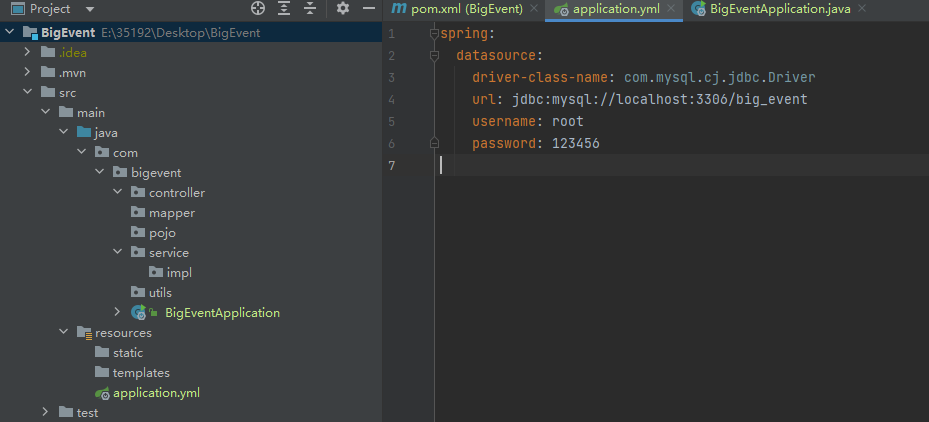 Project
BigEvent E:\35192\Desktop\BigEvent
.idea
.mvn
src
main
java
com
bigevent
controller
mapper
pojo
service
impl
utils
BigEventApplication
resources
static
templates
application.yml
test
pom.xml (BigEvent)
application.yml
BigEventApplication.java
1 spring:
2 datasource:
3 driver-class-name: com.mysql.cj.jdbc.Driver
4 url: jdbc:mysql://localhost:3306/big_event
5 username: root
6 password: 123456
7